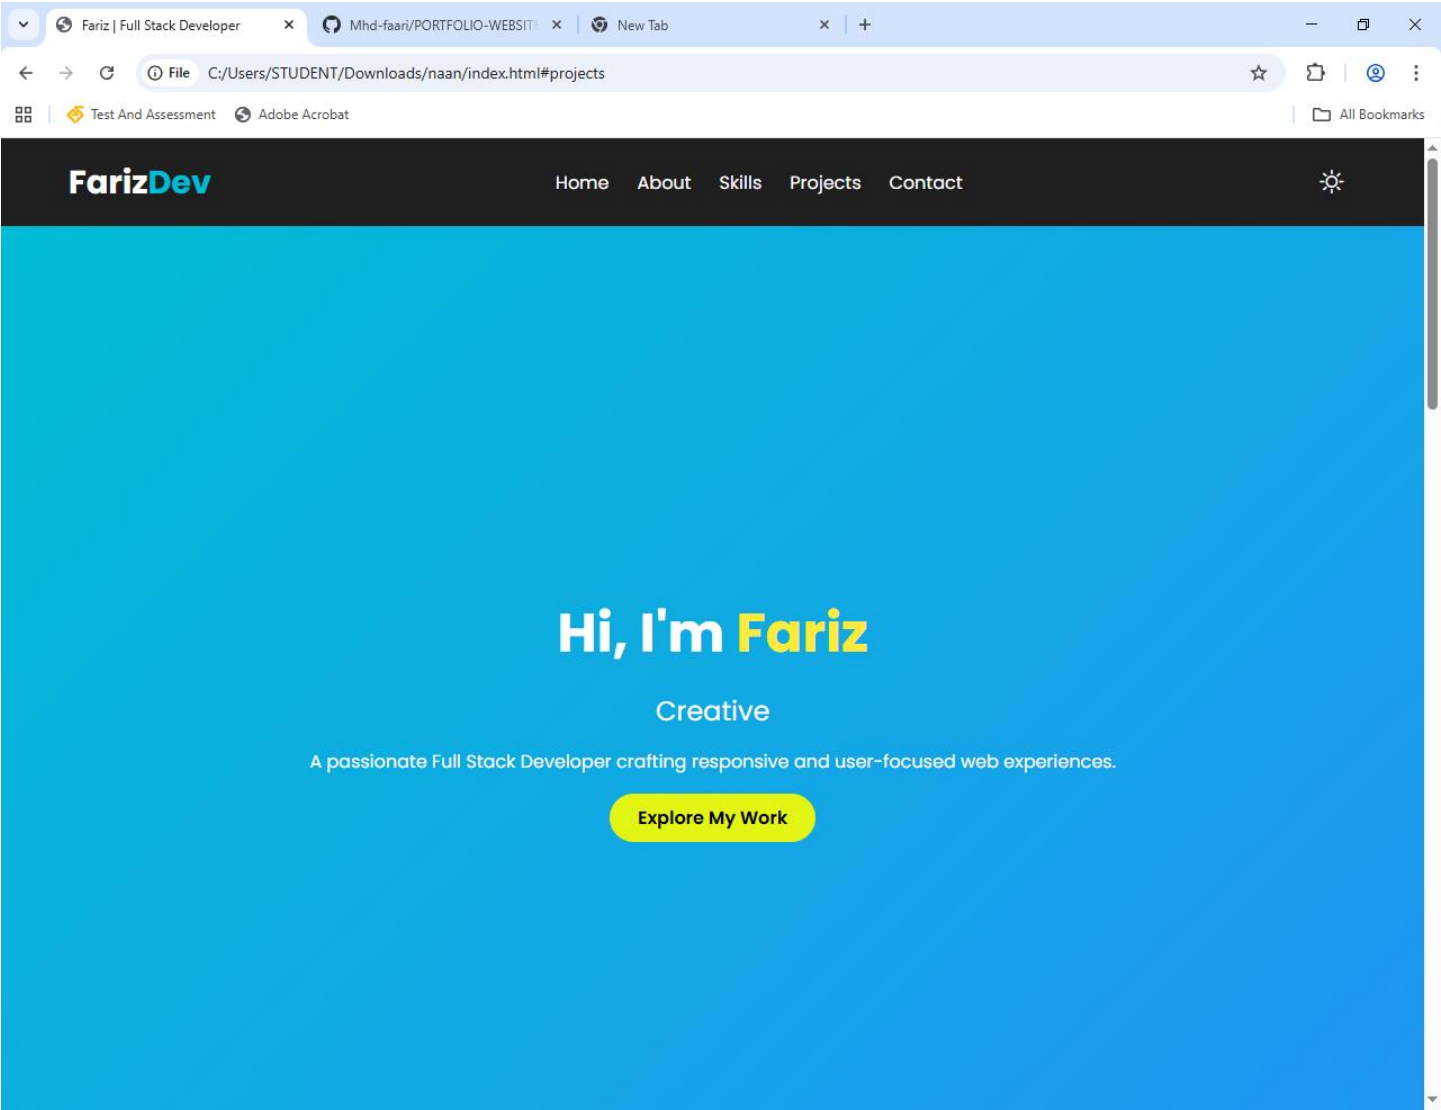 Fariz | Full Stack Developer
Mhd-faari/PORTFOLIO-WEBSITE
New Tab
File C:/Users/STUDENT/Downloads/naan/index.html#projects
Test And Assessment Adobe Acrobat All Bookmarks
FarizDev Home About Skills Projects Contact
Hi, I'm Fariz
Creative
A passionate Full Stack Developer crafting responsive and user-focused web experiences.
Explore My Work